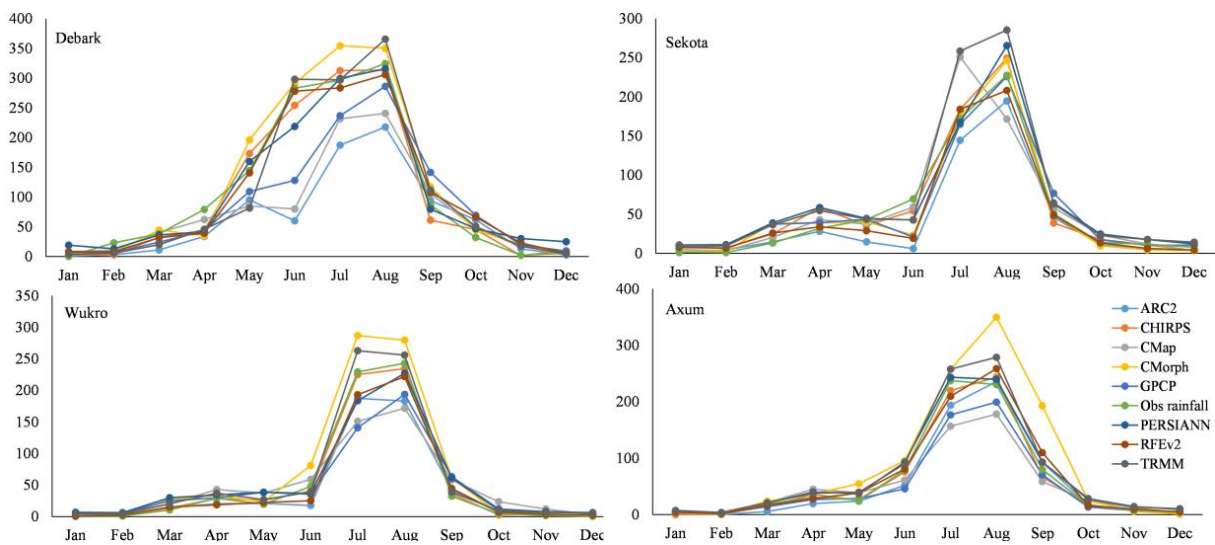 Debark
400
350
300
250
200
150
100
50
0
Jan Feb Mar Apr May Jun Jul Aug Sep Oct Nov Dec
Sekota
300
250
200
150
100
50
0
Jan Feb Mar Apr May Jun Jul Aug Sep Oct Nov Dec
Wukro
350
300
250
200
150
100
50
0
Jan Feb Mar Apr May Jun Jul Aug Sep Oct Nov Dec
Axum
400
300
200
100
0
Jan Feb Mar Apr May Jun Jul Aug Sep Oct Nov Dec
ARC2
CHIRPS
CMap
CMorph
GPCP
Obs rainfall
PERSIANN
RFEv2
TRMM